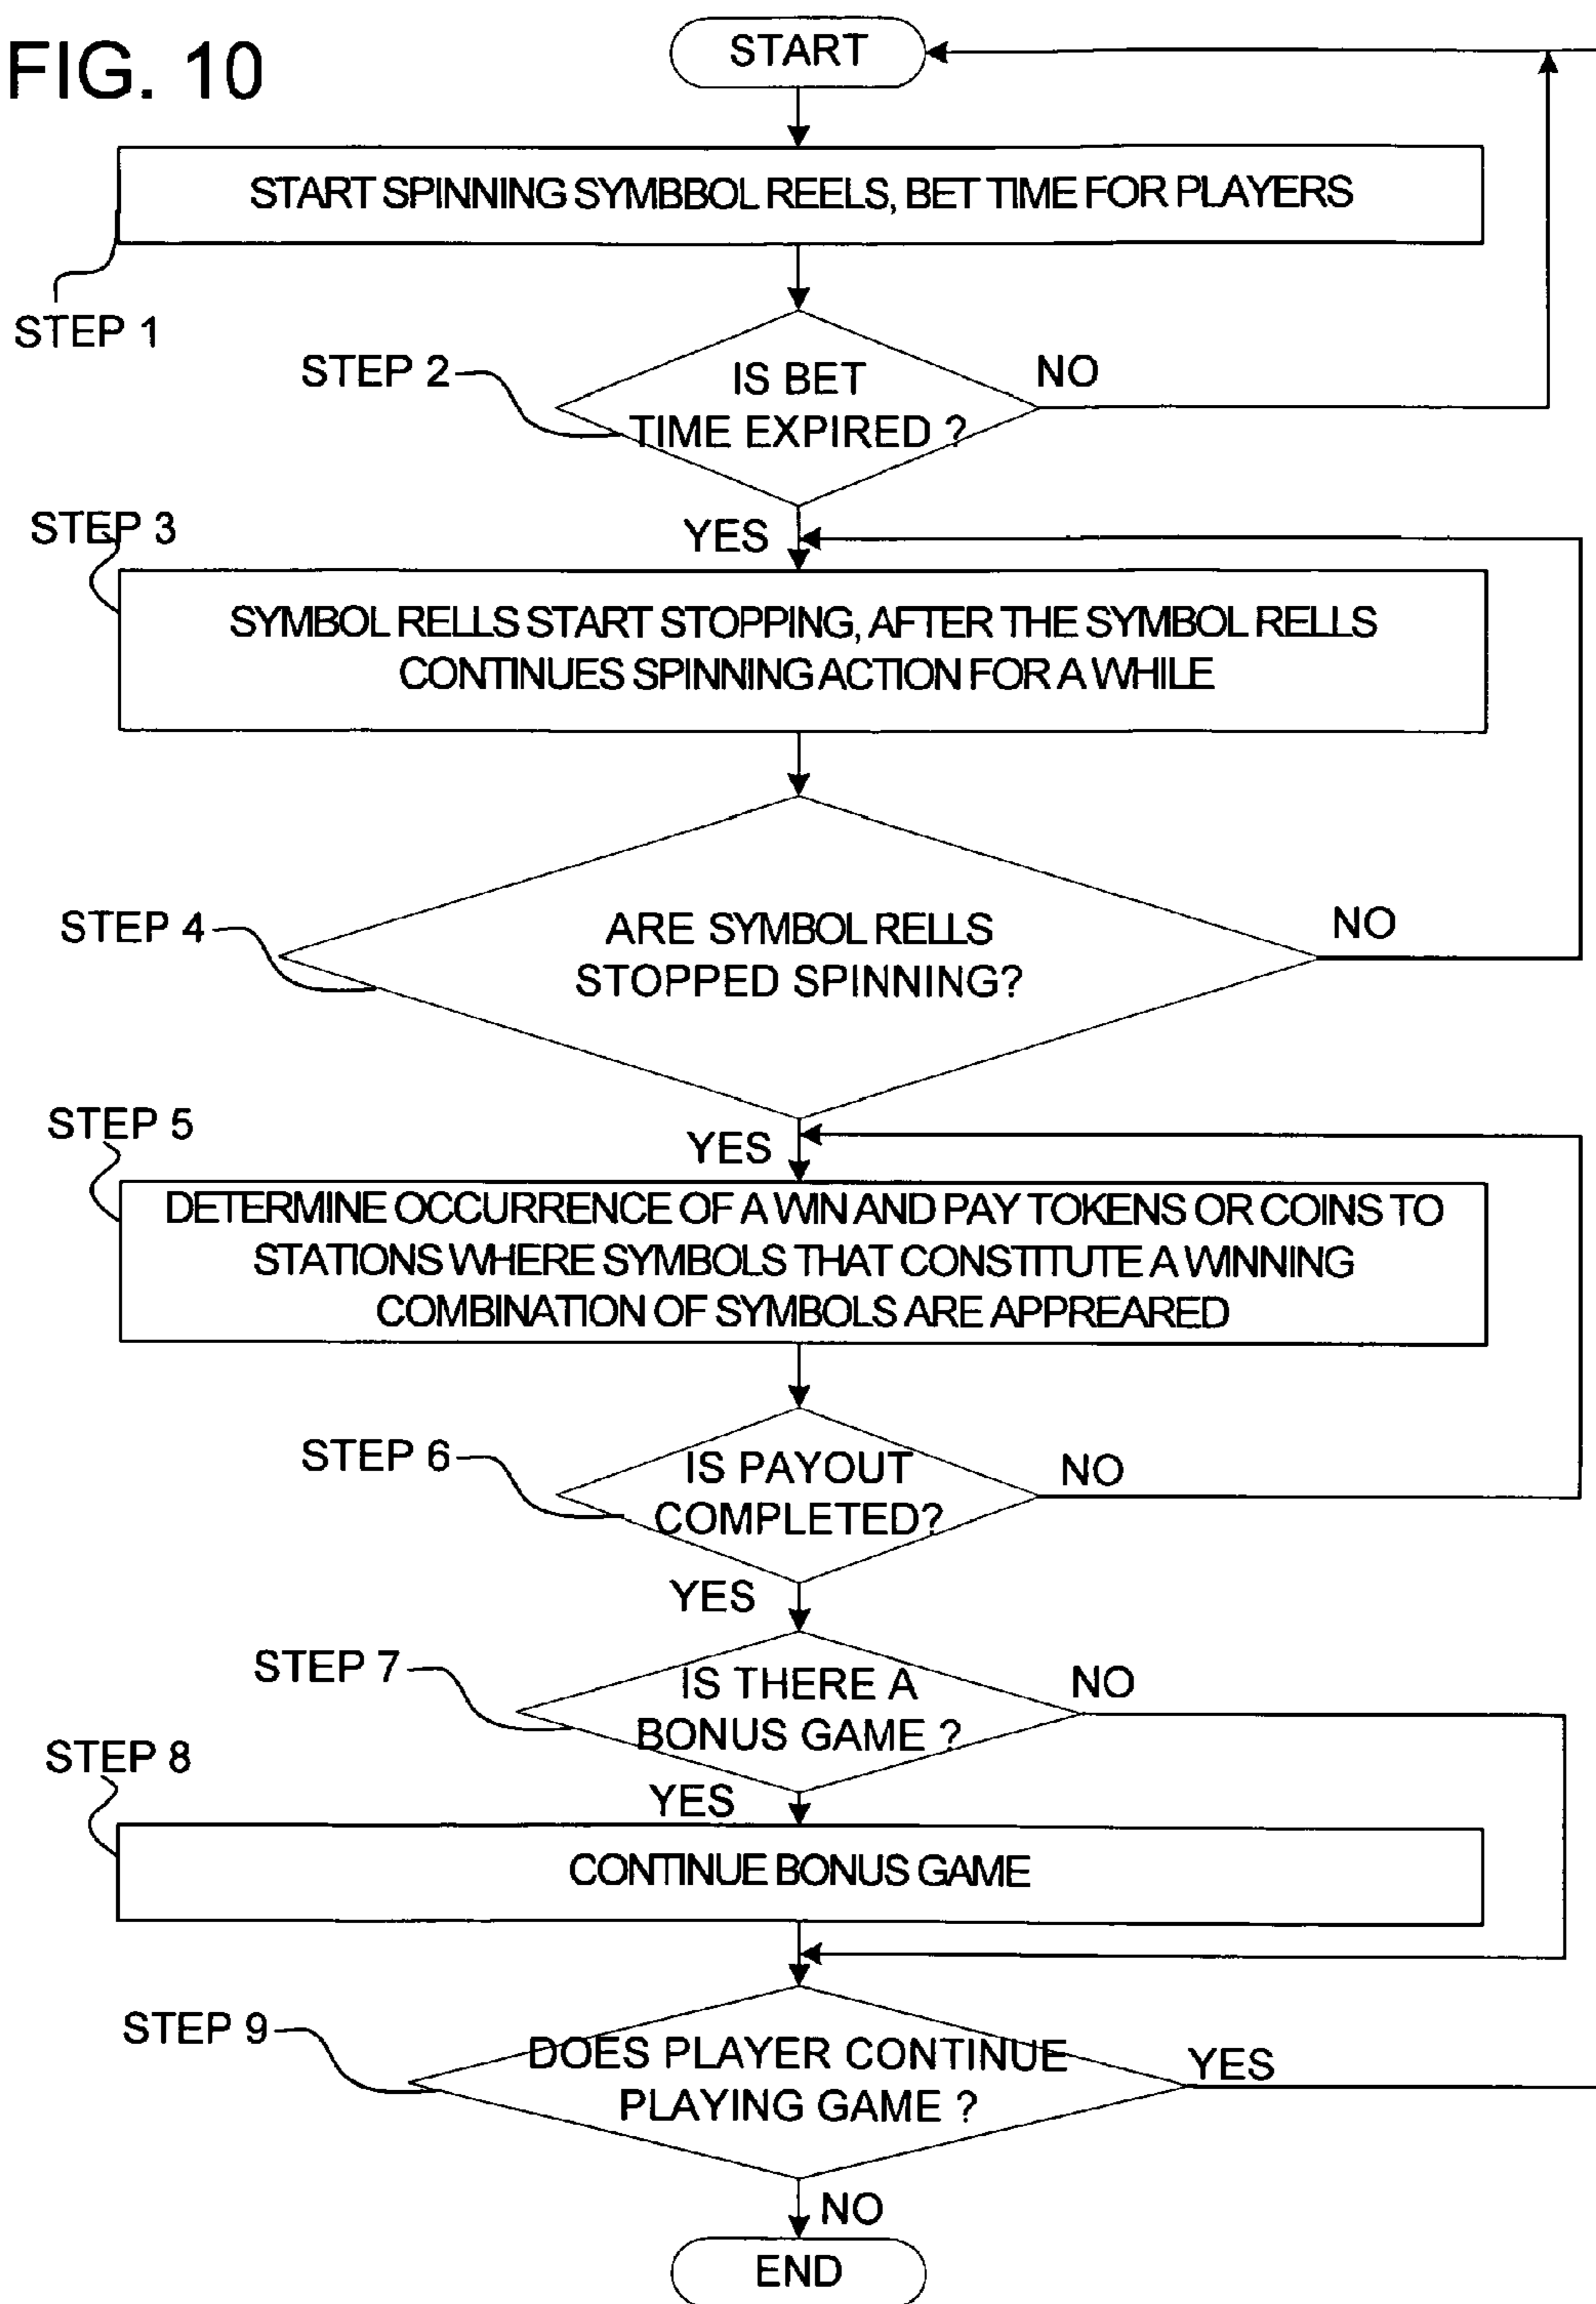 FIG. 10
START
START SPINNING SYMBBOL REELS, BET TIME FOR PLAYERS
STEP 1
STEP 2
IS BET
TIME EXPIRED ?
NO
YES
STEP 3
SYMBOL RELLS START STOPPING, AFTER THE SYMBOL RELLS
CONTINUES SPINNING ACTION FOR A WHILE
STEP 4
ARE SYMBOL RELLS
STOPPED SPINNING?
NO
YES
STEP 5
DETERMINE OCCURRENCE OF A WIN AND PAY TOKENS OR COINS TO
STATIONS WHERE SYMBOLS THAT CONSTITUTE A WINNING
COMBINATION OF SYMBOLS ARE APPREARED
STEP 6
IS PAYOUT
COMPLETED?
NO
YES
STEP 7
IS THERE A
BONUS GAME ?
NO
YES
STEP 8
CONTINUE BONUS GAME
STEP 9
DOES PLAYER CONTINUE
PLAYING GAME ?
YES
NO
END